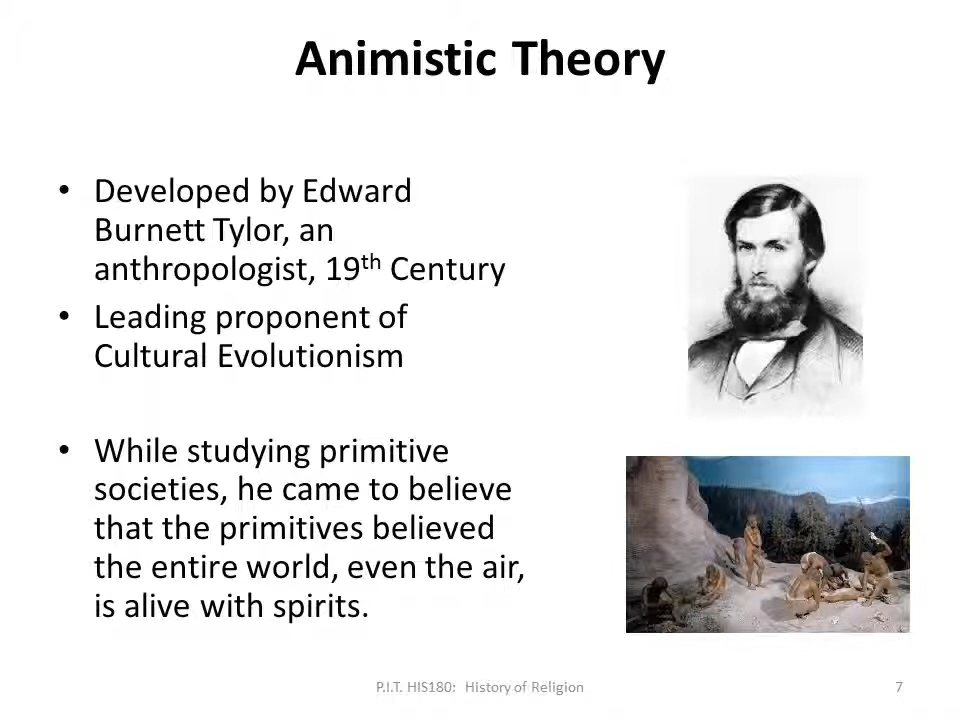 Animistic Theory
• Developed by Edward
Burnett Tylor, an
anthropologist, 19th Century
• Leading proponent of
Cultural Evolutionism
• While studying primitive
societies, he came to believe
that the primitives believed
the entire world, even the air,
is alive with spirits.
P.I.T. HIS180: History of Religion
7